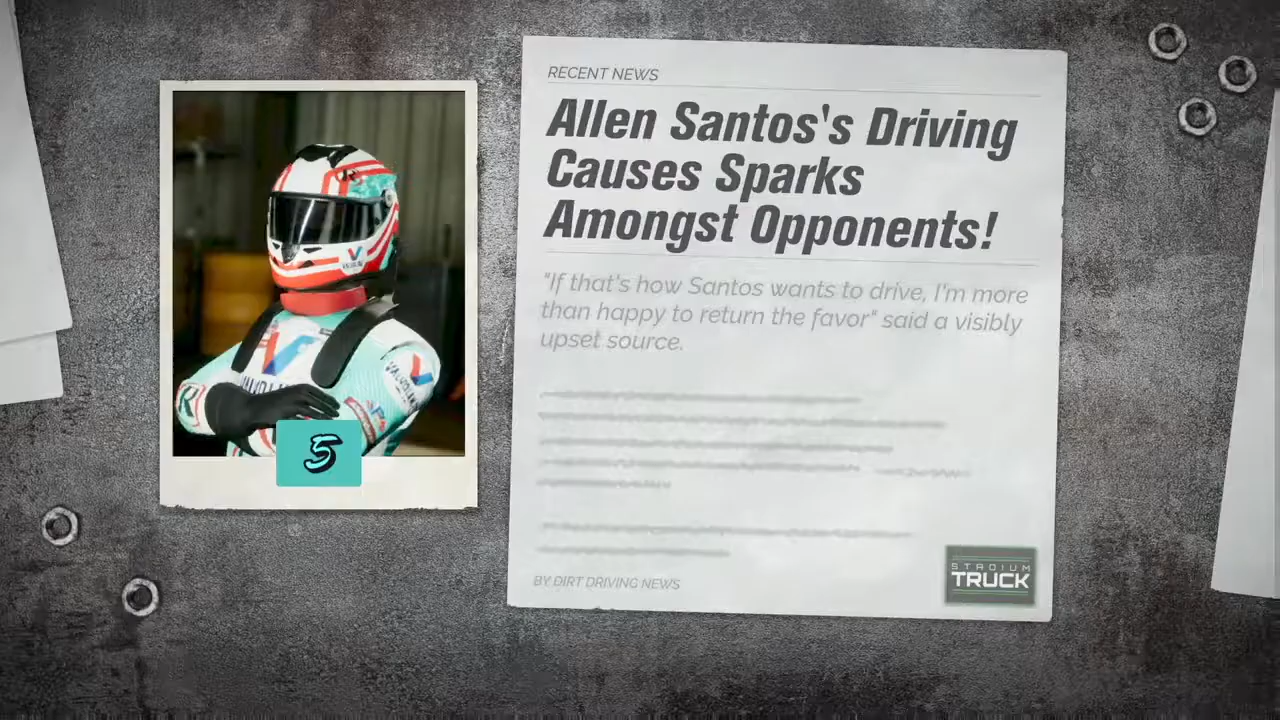 RECENT NEWS
Allen Santos's Driving
Causes Sparks
Amongst Opponents!
"If that's how Santos wants to drive, I'm more
than happy to return the favor" said a visibly
upset source.
BY DIRT DRIVING NEWS
STADIUM
TRUCK
5
VALVOLINE